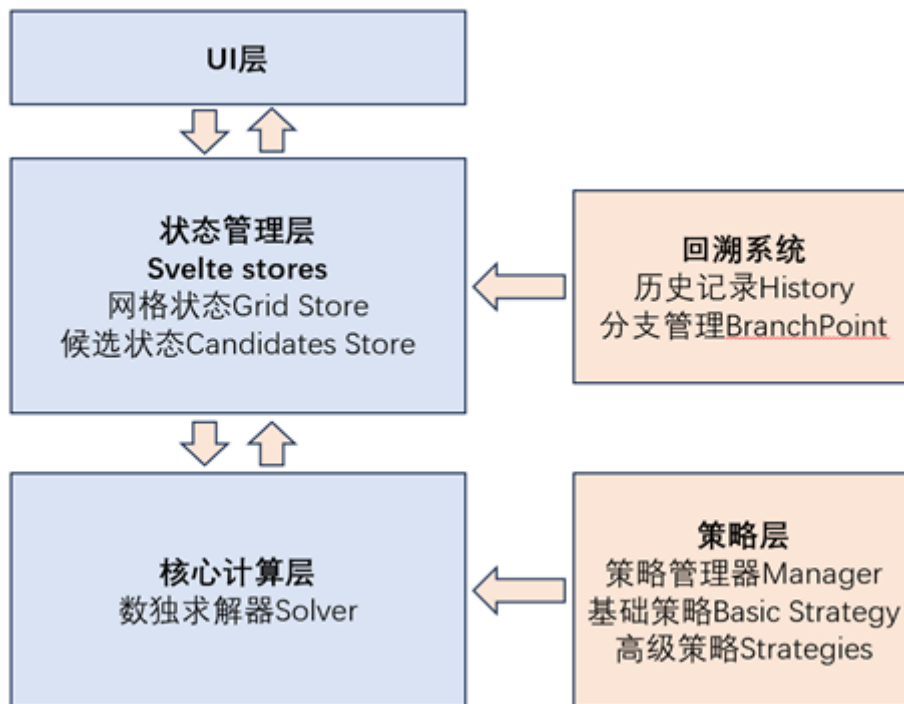 UI层
状态管理层
Svelte stores
网格状态Grid Store
候选状态Candidates Store
回溯系统
历史记录History
分支管理BranchPoint
核心计算层
数独求解器Solver
策略层
策略管理器Manager
基础策略Basic Strategy
高级策略Strategies